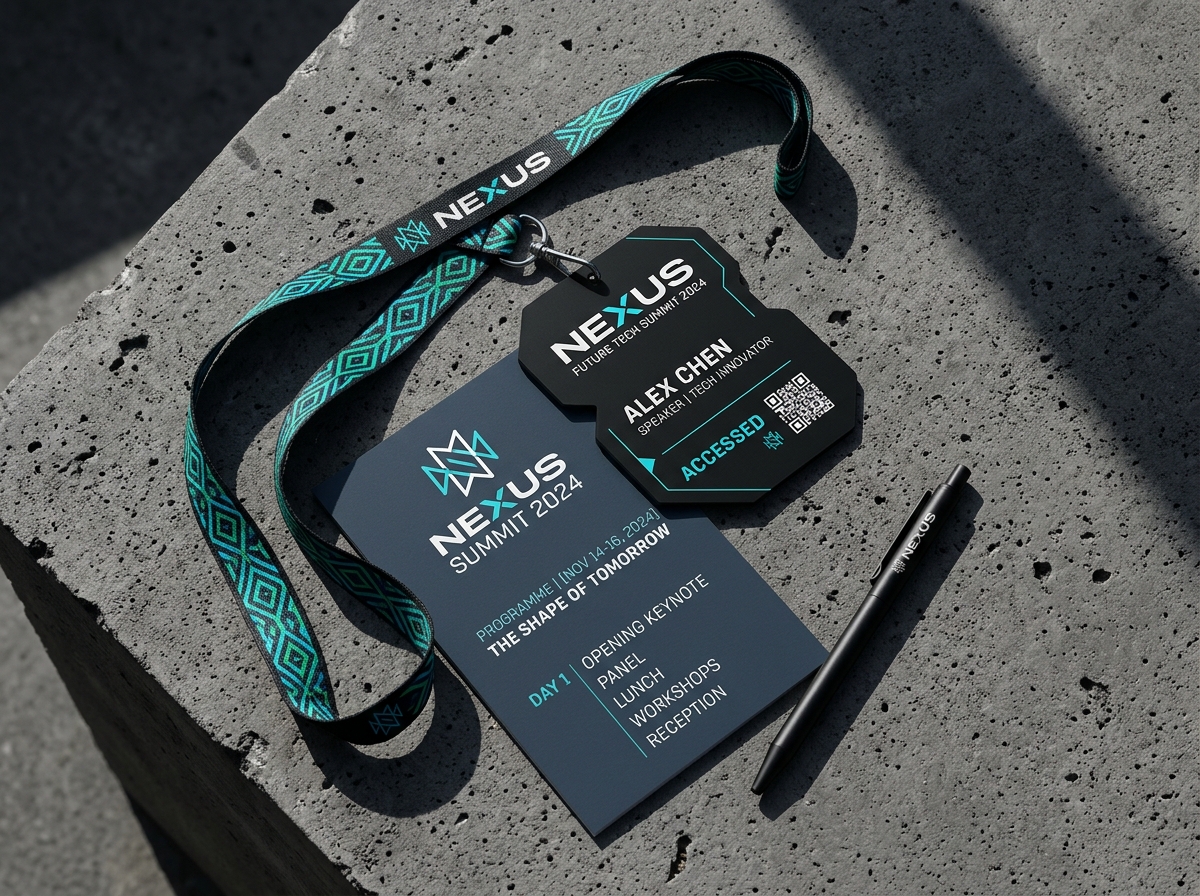 NEXUS
NEXUS
FUTURE TECH SUMMIT 2024
ALEX CHEN
SPEAKER | TECH INNOVATOR
ACCESSED
NEXUS
SUMMIT 2024
PROGRAMME | [NOV 14-16, 2024]
THE SHAPE OF TOMORROW
DAY 1
OPENING KEYNOTE
PANEL
LUNCH
WORKSHOPS
RECEPTION
NEXUS